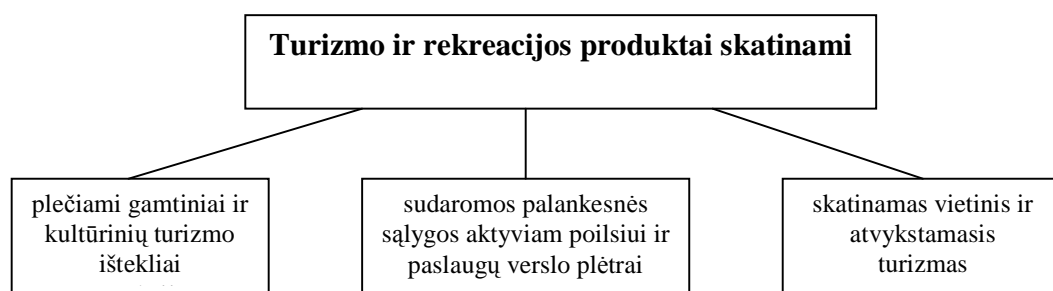 Turizmo ir rekreacijos produktai skatinami
plečiami gamtiniai ir
kultūrinių turizmo
ištekliai
sudaromos palankesnės
sąlygos aktyviam poilsiui ir
paslaugų verslo plėtrai
skatinamas vietinis ir
atvykstamasis
turizmas